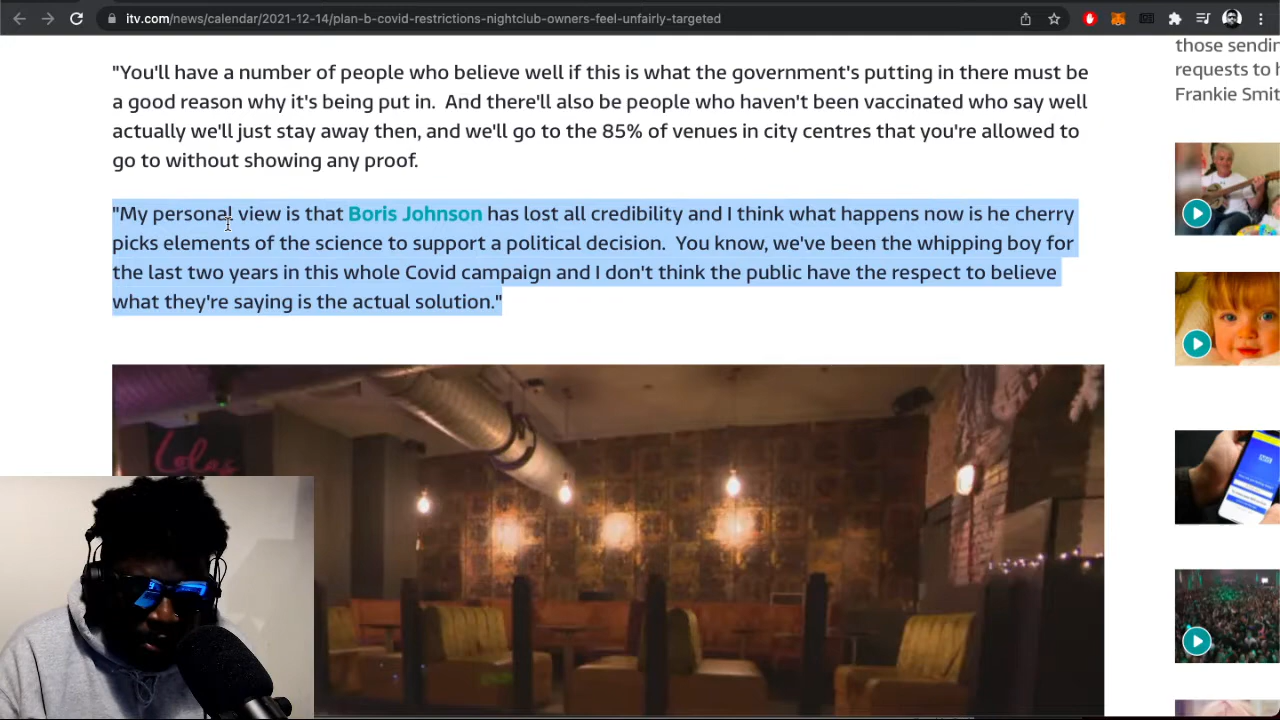 itv.com/news/calendar/2021-12-14/plan-b-covid-restrictions-nightclub-owners-feel-unfairly-targeted
"You'll have a number of people who believe well if this is what the government's putting in there must be
a good reason why it's being put in.  And there'll also be people who haven't been vaccinated who say well
actually we'll just stay away then, and we'll go to the 85% of venues in city centres that you're allowed to
go to without showing any proof.
"My personal view is that Boris Johnson has lost all credibility and I think what happens now is he cherry
picks elements of the science to support a political decision.  You know, we've been the whipping boy for
the last two years in this whole Covid campaign and I don't think the public have the respect to believe
what they're saying is the actual solution."
those sendin
requests to h
Frankie Smit
Lolas
NHS